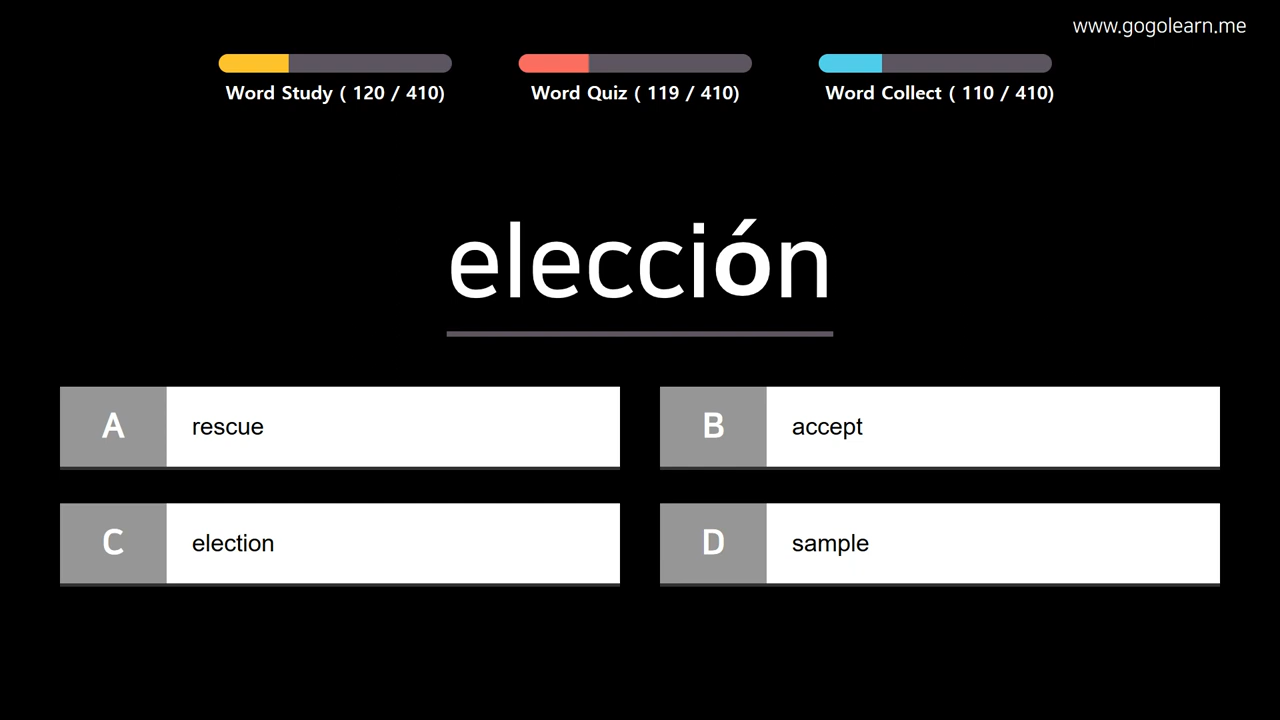 www.gogolearn.me
Word Study ( 120 / 410)
Word Quiz ( 119 / 410)
Word Collect ( 110 / 410)
elección
A rescue
B accept
C election
D sample